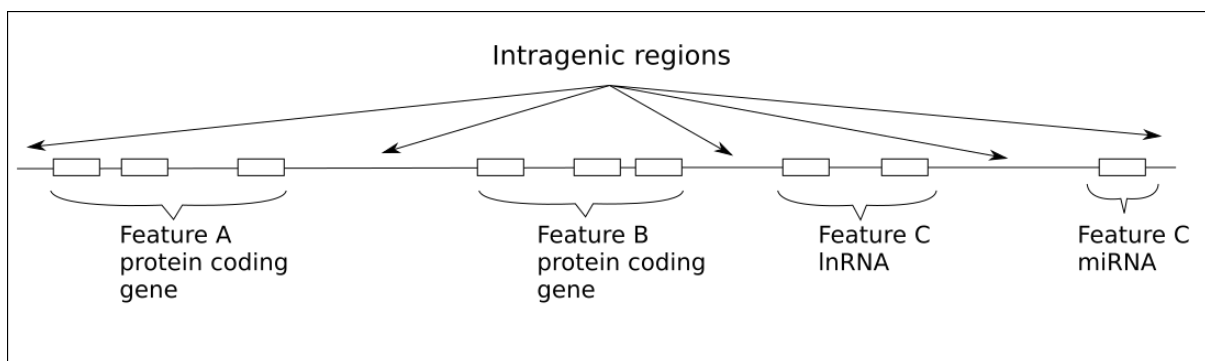 Intragenic regions
Feature A
protein coding
gene
Feature B
protein coding
gene
Feature C
lnRNA
Feature C
miRNA